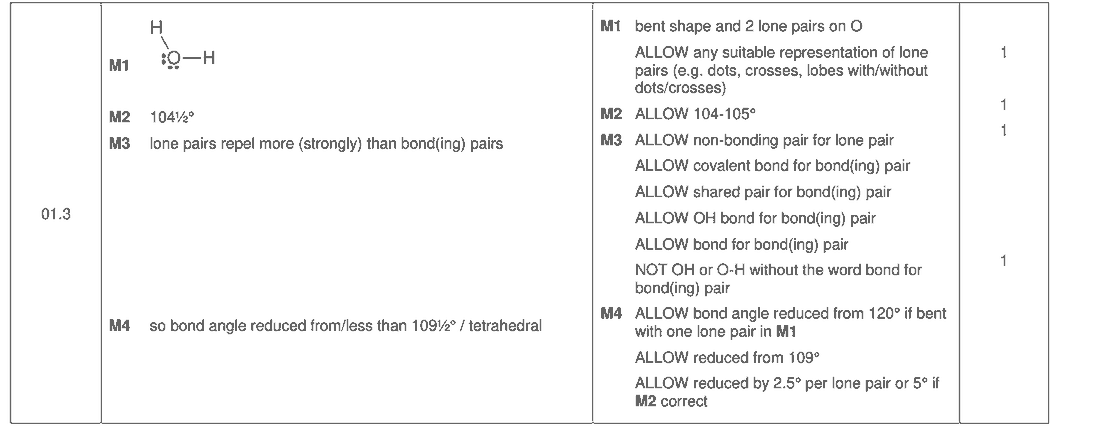 01.3
H
M1 :O—H
M2 104½°
M3 lone pairs repel more (strongly) than bond(ing) pairs
M4 so bond angle reduced from/less than 109½° / tetrahedral
M1 bent shape and 2 lone pairs on O
ALLOW any suitable representation of lone
pairs (e.g. dots, crosses, lobes with/without
dots/crosses)
M2 ALLOW 104-105°
M3 ALLOW non-bonding pair for lone pair
ALLOW covalent bond for bond(ing) pair
ALLOW shared pair for bond(ing) pair
ALLOW OH bond for bond(ing) pair
ALLOW bond for bond(ing) pair
NOT OH or O-H without the word bond for
bond(ing) pair
M4 ALLOW bond angle reduced from 120° if bent
with one lone pair in M1
ALLOW reduced from 109°
ALLOW reduced by 2.5° per lone pair or 5° if
M2 correct
1
1
1
1